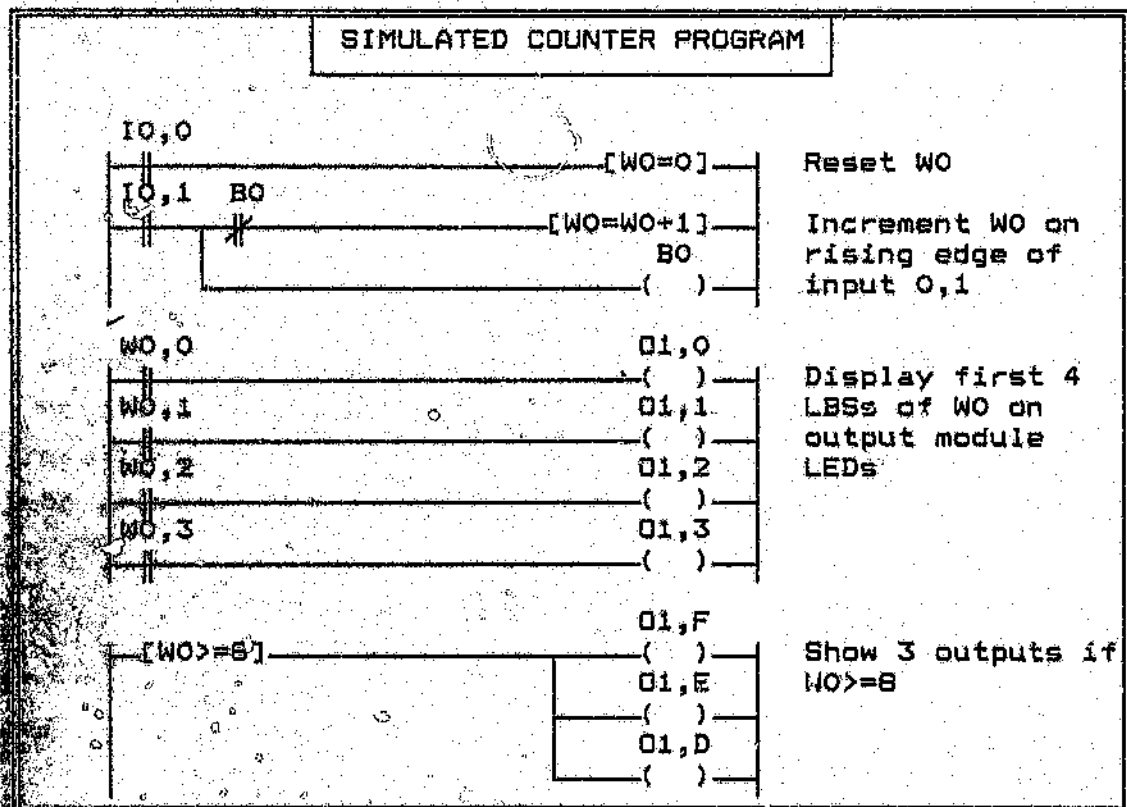 SIMULATED COUNTER PROGRAM
I0,0
[W0=0] Reset W0
I0,1 B0
[W0=W0+1] Increment W0 on
B0 rising edge of
( ) input 0,1
W0,0 O1,0
( ) Display first 4
W0,1 O1,1 LBSs of W0 on
( ) output module
W0,2 O1,2 LEDs
( )
W0,3 O1,3
( )
O1,F
[W0>=8] ( ) Show 3 outputs if
O1,E W0>=8
( )
O1,D
( )